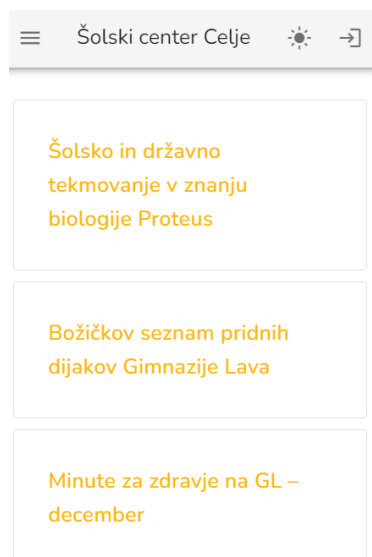 Šolski center Celje
Šolsko in državno
tekmovanje v znanju
biologije Proteus
Božičkov seznam pridnih
dijakov Gimnazije Lava
Minute za zdravje na GL –
december